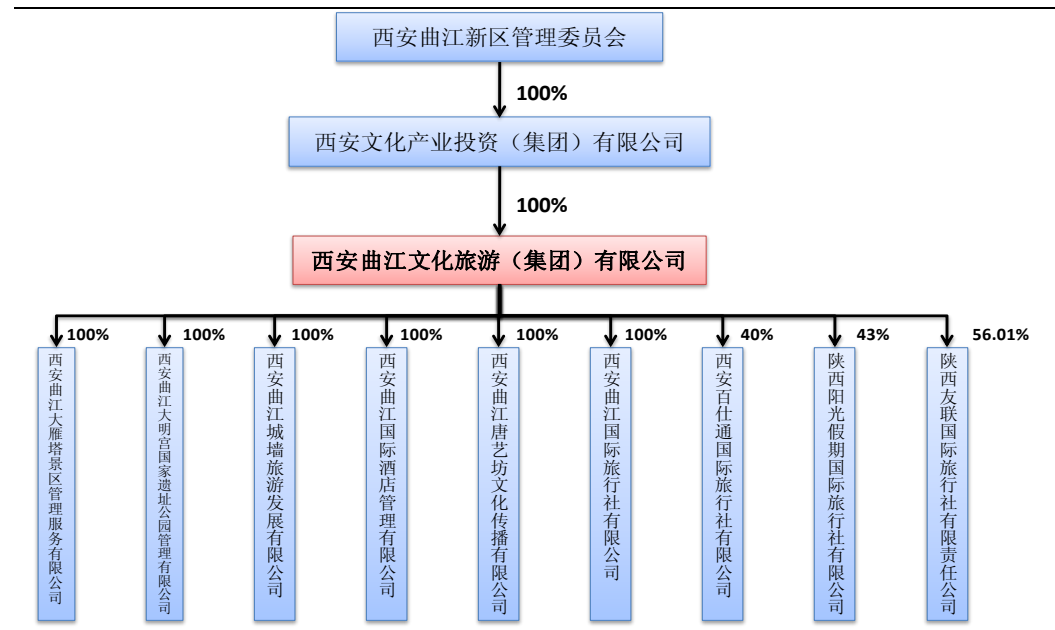 西安曲江新区管理委员会
100%
西安文化产业投资（集团）有限公司
100%
西安曲江文化旅游（集团）有限公司
100%
100%
100%
100%
100%
100%
40%
43%
56.01%
西安曲江大雁塔景区管理服务有限公司
西安曲江大明宫国家遗址公园管理有限公司
西安曲江城墙旅游发展有限公司
西安曲江国际酒店管理有限公司
西安曲江唐艺坊文化传播有限公司
西安曲江国际旅行社有限公司
西安百仕通国际旅行社有限公司
陕西阳光假期国际旅行社有限公司
陕西友联国际旅行社有限责任公司